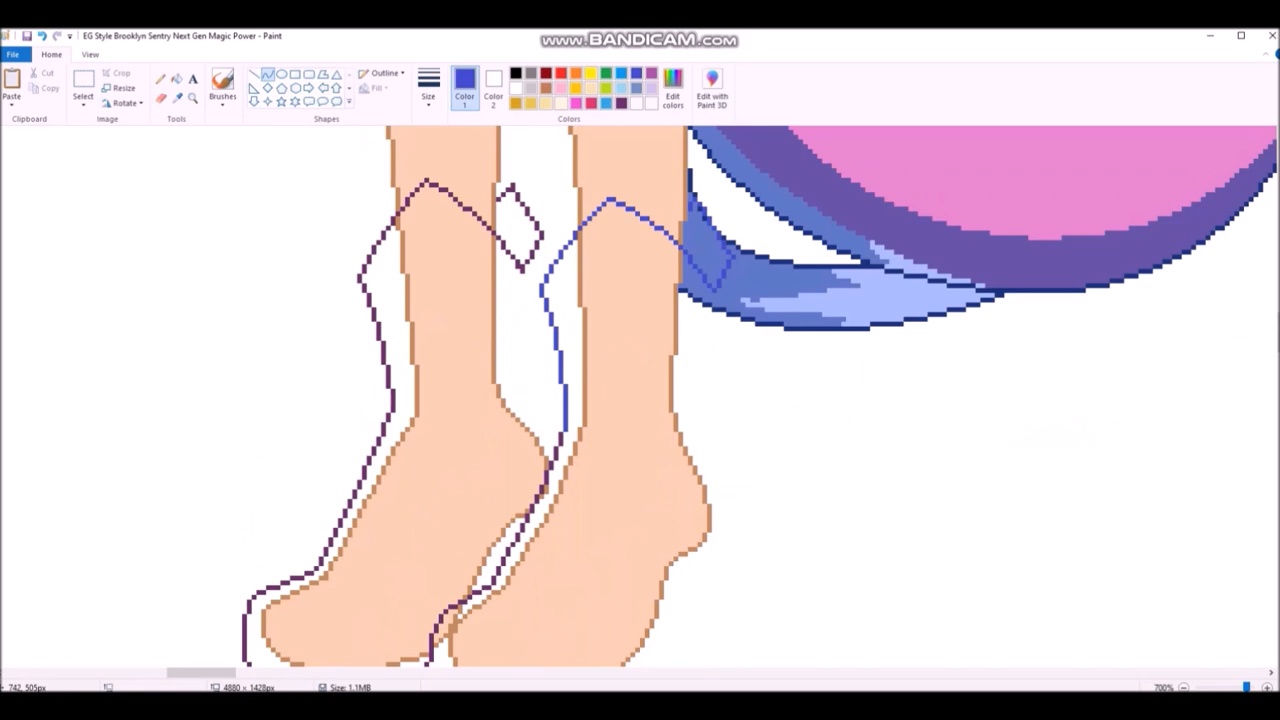 EG Style Brooklyn Sentry Next Gen Magic Power - Paint
www.BANDICAM.com
File
Home
View
Paste
Cut
Copy
Clipboard
Select
Crop
Resize
Rotate
Image
A
Tools
Brushes
Outline
Fill
Shapes
Size
Color
1
Color
2
Edit
colors
Edit with
Paint 3D
Colors
742, 505px
4880 × 1428px
Size: 1.1MB
700%